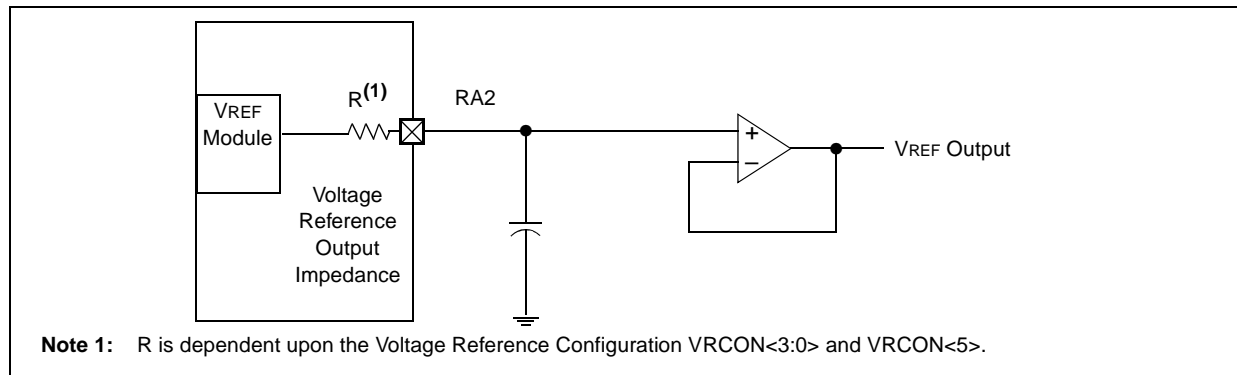 VREF
Module
R(1)
RA2
+
–
VREF Output
Voltage
Reference
Output
Impedance
Note 1: R is dependent upon the Voltage Reference Configuration VRCON<3:0> and VRCON<5>.